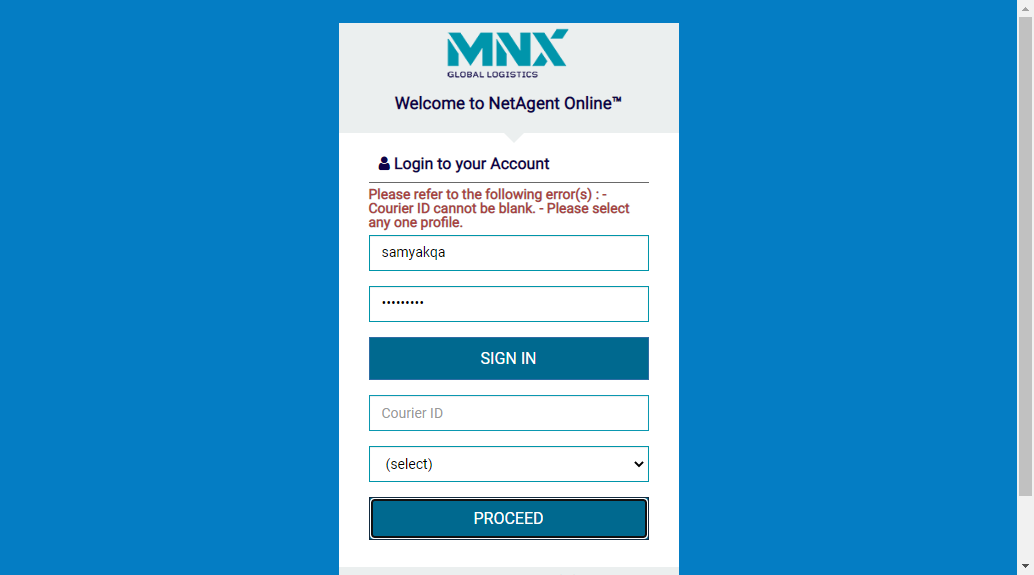 MNX
GLOBAL LOGISTICS
Welcome to NetAgent Online™
Login to your Account
Please refer to the following error(s) : -
Courier ID cannot be blank. - Please select
any one profile.
samyakqa
•••••••••
SIGN IN
Courier ID
(select)
PROCEED